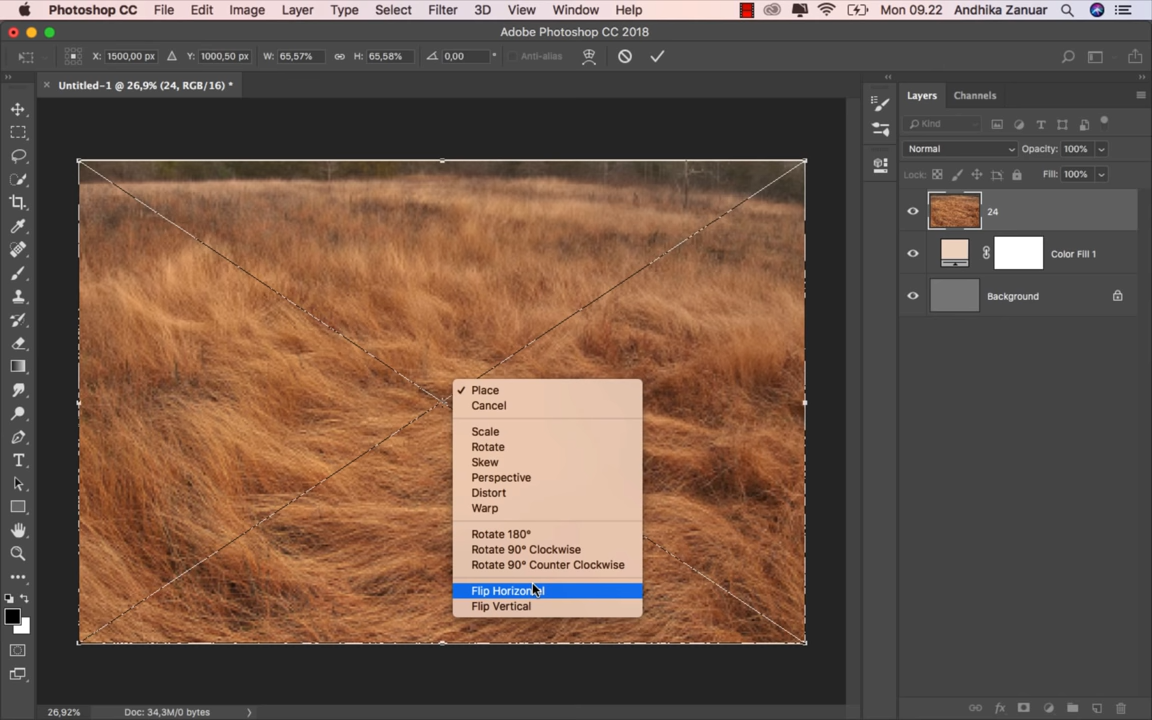 Photoshop CC File Edit Image Layer Type Select Filter 3D View Window Help Mon 09.22 Andhika Zanuar
Adobe Photoshop CC 2018
X: 1500,00 px Y: 1000,50 px W: 65,57% H: 65,58% 0,00 ° Anti-alias
× Untitled-1 @ 26,9% (24, RGB/16) *
Layers Channels
Kind
Normal Opacity: 100%
Lock: Fill: 100%
24
Color Fill 1
Background
✓ Place
Cancel
Scale
Rotate
Skew
Perspective
Distort
Warp
Rotate 180°
Rotate 90° Clockwise
Rotate 90° Counter Clockwise
Flip Horizontal
Flip Vertical
26,92% Doc: 34,3M/0 bytes